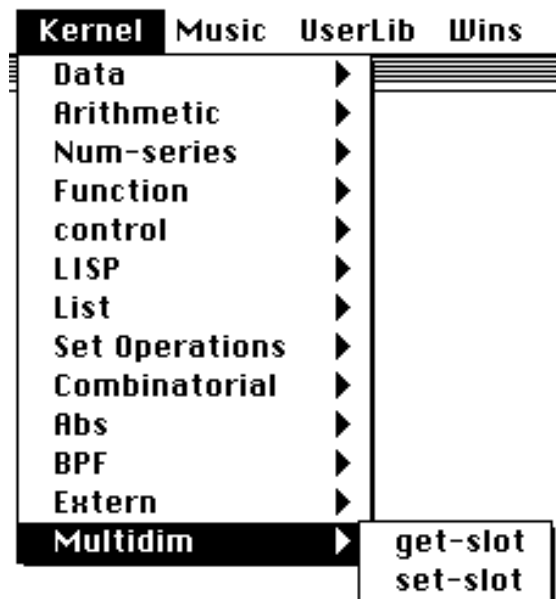 Kernel Music UserLib Wins
Data
Arithmetic
Num-series
Function
control
LISP
List
Set Operations
Combinatorial
Abs
BPF
Extern
Multidim
get-slot
set-slot